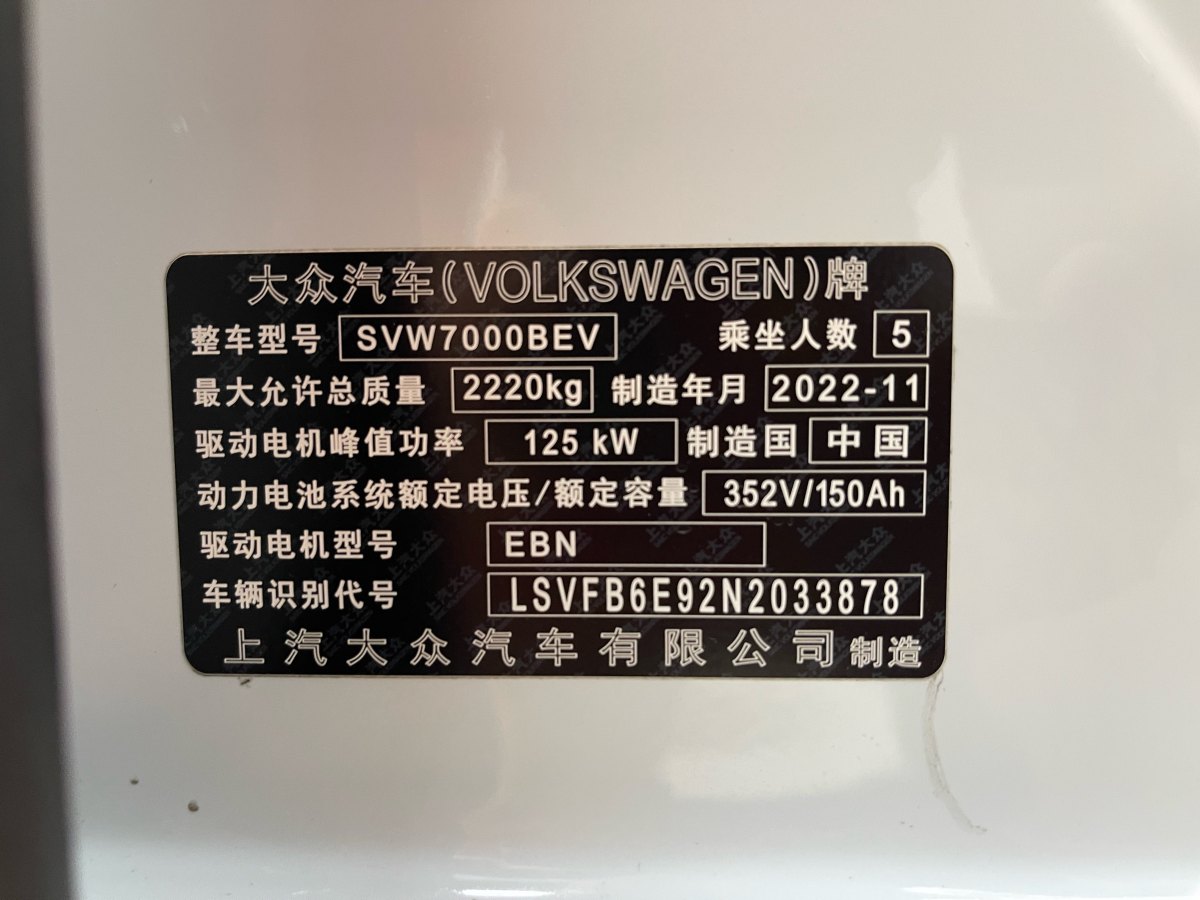 大众汽车(VOLKSWAGEN)牌
整车型号 SVW7000BEV 乘坐人数 5
最大允许总质量 2220kg 制造年月 2022-11
驱动电机峰值功率 125 kW 制造国 中国
动力电池系统额定电压/额定容量 352V/150Ah
驱动电机型号 EBN
车辆识别代号 LSVFB6E92N2033878
上汽大众汽车有限公司 制造